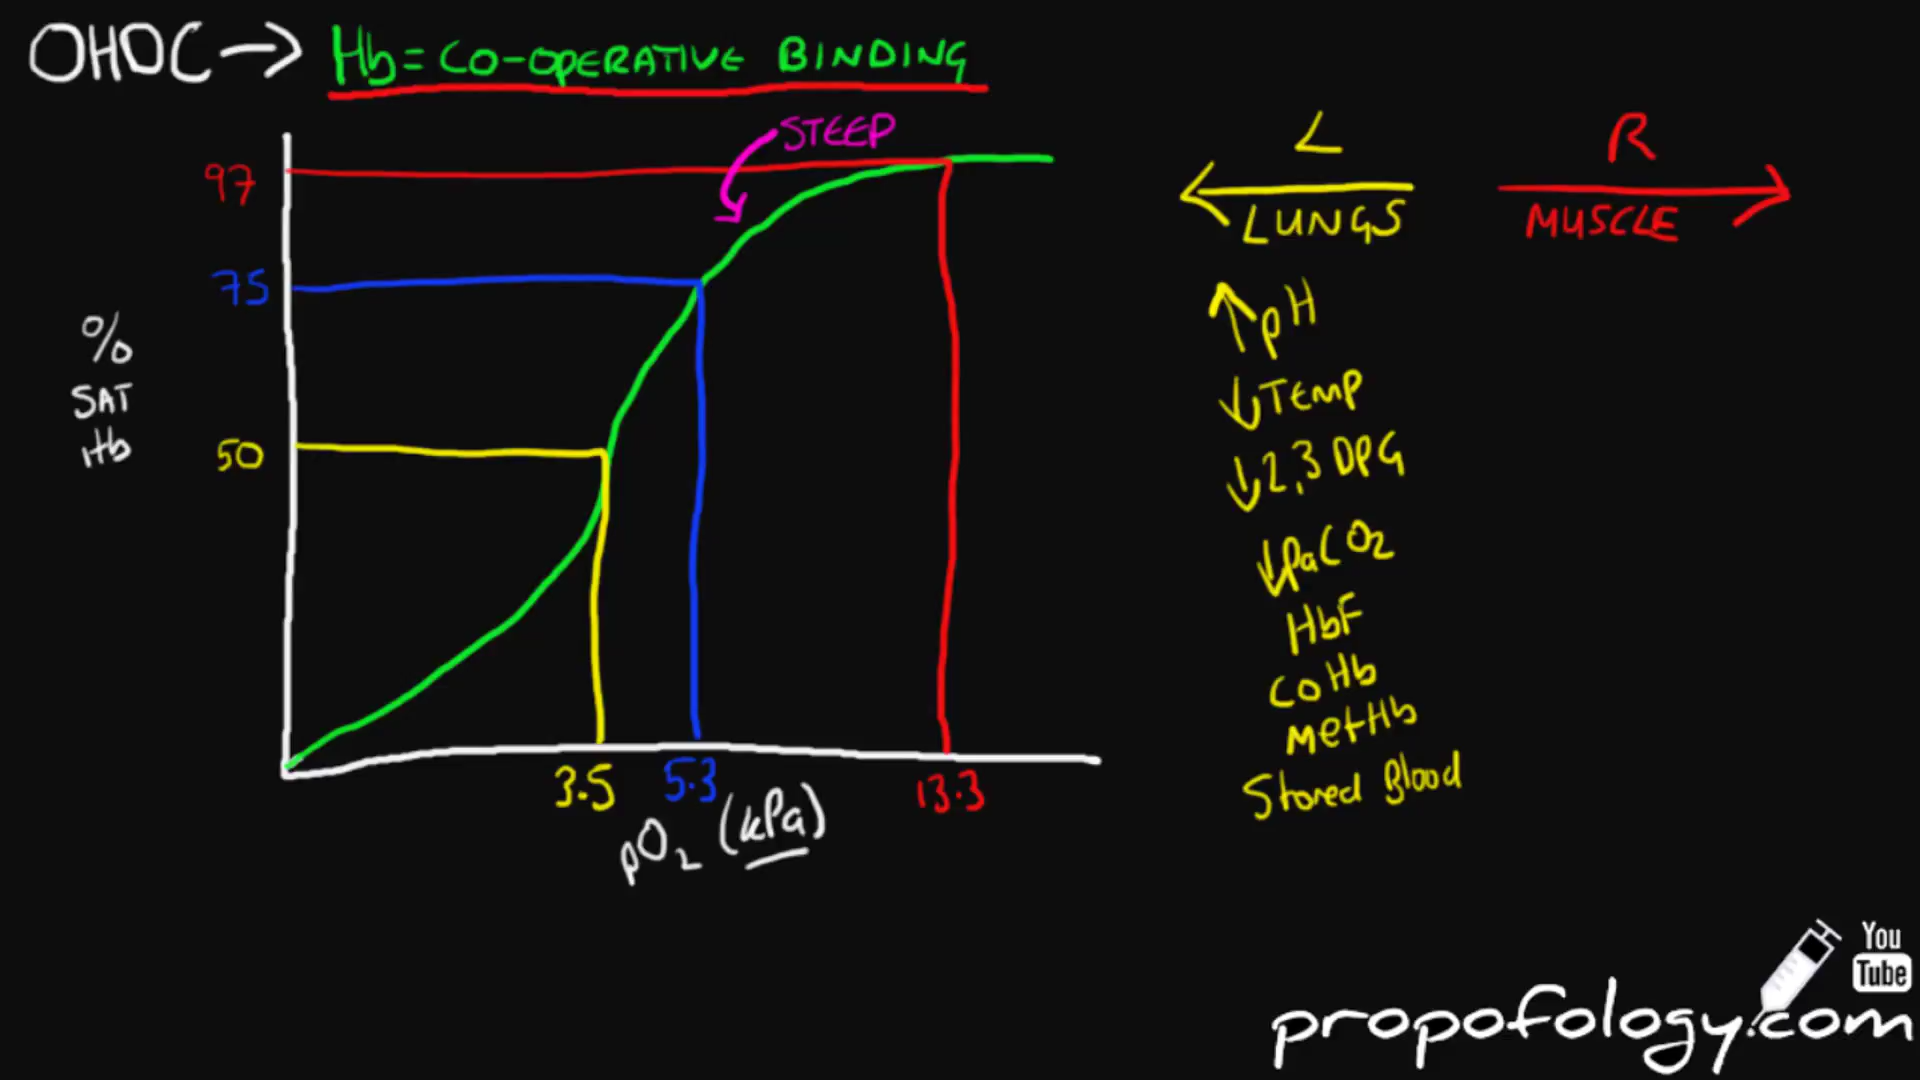 OHDC → Hb = CO-OPERATIVE BINDING
STEEP
97
75
50
% SAT Hb
3.5 5.3 13.3
pO₂ (kPa)
L R
LUNGS MUSCLE
↑ pH
↓ TEMP
↓ 2,3 DPG
↓ PaCO₂
HbF
COHb
MetHb
Stored Blood
You
Tube
propofology.com